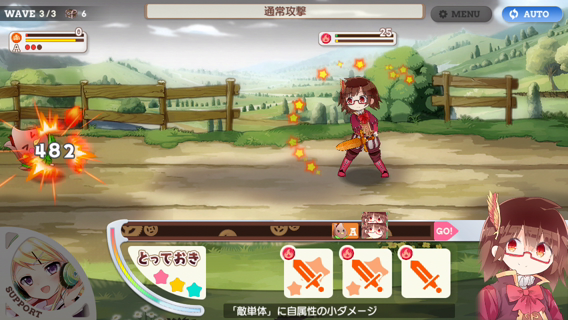 WAVE 3/3
6
通常攻撃
MENU
AUTO
0
A
25
482
A
GO!
とっておき
SUPPORT
「敵単体」に自属性の小ダメージ